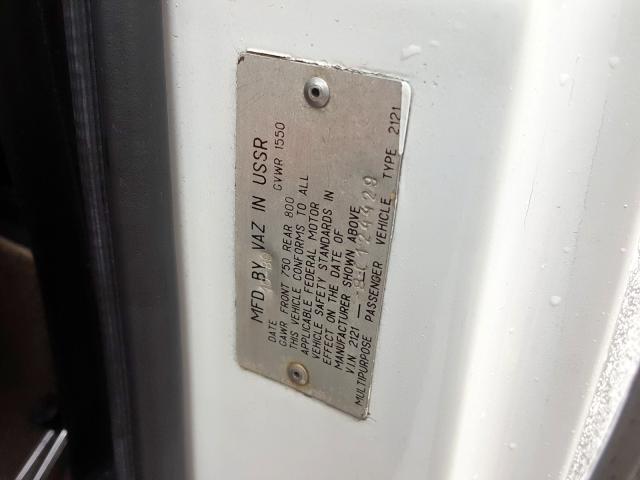 MFD BY VAZ IN USSR
DATE 10-80
GAWR FRONT 750 REAR 800 GVWR 1550
THIS VEHICLE CONFORMS TO ALL
APPLICABLE FEDERAL MOTOR
VEHICLE SAFETY STANDARDS IN
EFFECT ON THE DATE OF
MANUFACTURER SHOWN ABOVE
VIN 2121
MULTIPURPOSE PASSENGER VEHICLE TYPE 2121